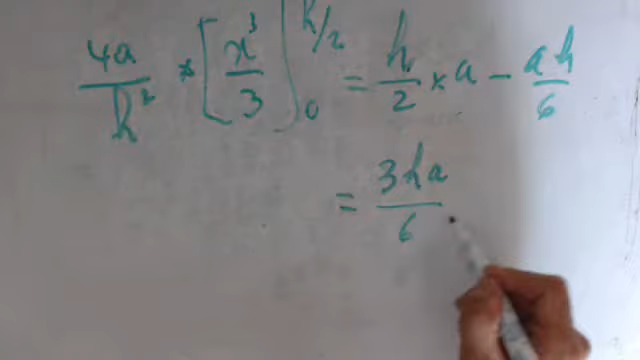 4a/h² * [x³/3]₀^{h/2} = h/2 × a - ah/6
= 3ha/6